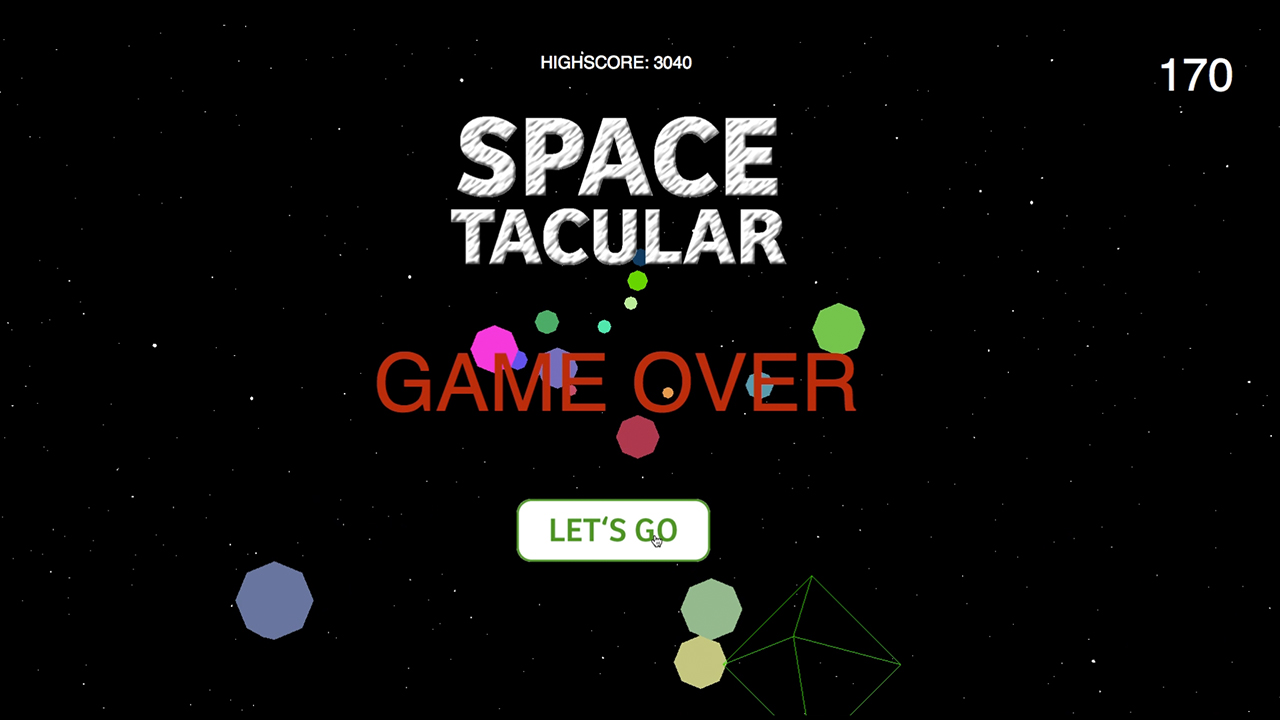 HIGHSCORE: 3040
170
SPACE
TACULAR
GAME OVER
LET‘S GO